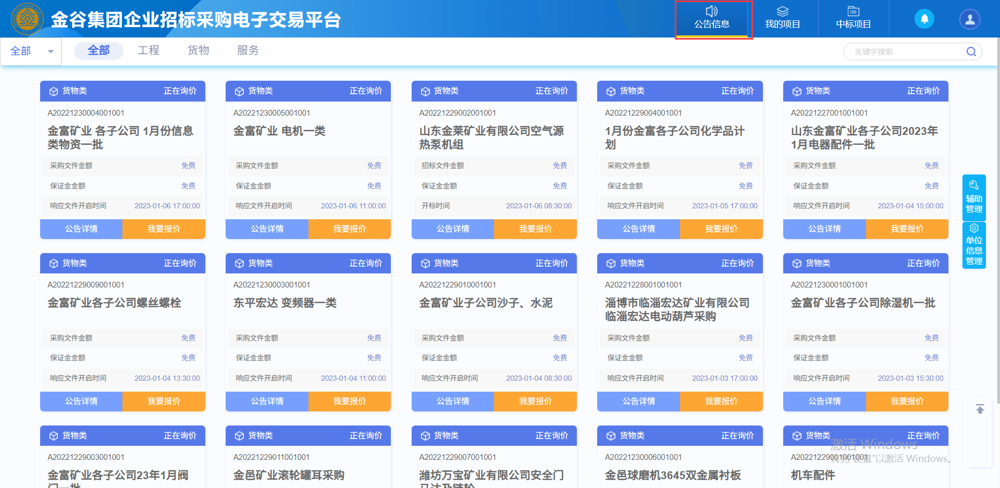 金谷集团企业招标采购电子交易平台
公告信息
我的项目
中标项目
全部
全部
工程
货物
服务
关键字搜索
货物类 正在询价
A20221230004001001
金富矿业 各子公司 1月份信息
类物资一批
采购文件金额 免费
保证金金额 免费
响应文件开启时间 2023-01-06 17:00:00
公告详情 我要报价
货物类 正在询价
A20221230005001001
金富矿业 电机一类
采购文件金额 免费
保证金金额 免费
响应文件开启时间 2023-01-06 11:00:00
公告详情 我要报价
货物类 正在询价
A20221229002001001
山东金莱矿业有限公司空气源
热泵机组
招标文件金额 免费
保证金金额 免费
开标时间 2023-01-06 08:30:00
公告详情 我要报价
货物类 正在询价
A20221229004001001
1月份金富各子公司化学品计
划
采购文件金额 免费
保证金金额 免费
响应文件开启时间 2023-01-05 17:00:00
公告详情 我要报价
货物类 正在询价
A20221227001001001
山东金富矿业各子公司2023年
1月电器配件一批
采购文件金额 免费
保证金金额 免费
响应文件开启时间 2023-01-04 15:00:00
公告详情 我要报价
辅助
管理
单位
信息
管理
货物类 正在询价
A20221229009001001
金富矿业各子公司螺丝螺栓
采购文件金额 免费
保证金金额 免费
响应文件开启时间 2023-01-04 13:30:00
公告详情 我要报价
货物类 正在询价
A20221230003001001
东平宏达 变频器一类
采购文件金额 免费
保证金金额 免费
响应文件开启时间 2023-01-04 11:00:00
公告详情 我要报价
货物类 正在询价
A20221229010001001
金富矿业子公司沙子、水泥
采购文件金额 免费
保证金金额 免费
响应文件开启时间 2023-01-04 08:30:00
公告详情 我要报价
货物类 正在询价
A20221228001001001
淄博市临淄宏达矿业有限公司
临淄宏达电动葫芦采购
采购文件金额 免费
保证金金额 免费
响应文件开启时间 2023-01-03 17:00:00
公告详情 我要报价
货物类 正在询价
A20221230001001001
金富矿业各子公司除湿机一批
采购文件金额 免费
保证金金额 免费
响应文件开启时间 2023-01-03 15:30:00
公告详情 我要报价
货物类 正在询价
A20221229003001001
金富矿业各子公司23年1月阀
门一批
货物类 正在询价
A20221229011001001
金邑矿业滚轮罐耳采购
货物类 正在询价
A20221229007001001
潍坊万宝矿业有限公司安全门
马达及链轮
货物类 正在询价
A20221230006001001
金邑球磨机3645双金属衬板
货物类 正在询价
A20221229001001001
机车配件
激活 Windows
转到"设置"以激活 Windows。